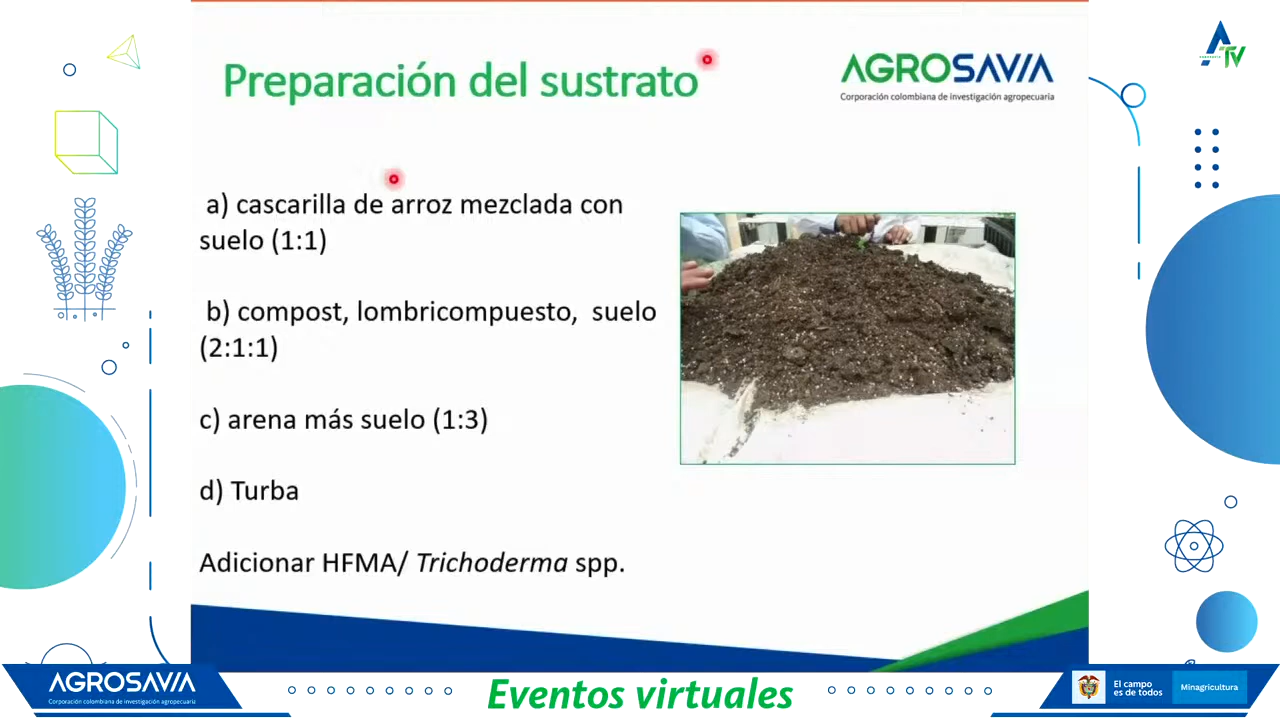 Preparación del sustrato
AGROSAVIA
Corporación colombiana de investigación agropecuaria
TV
a) cascarilla de arroz mezclada con
suelo (1:1)
b) compost, lombricompuesto, suelo
(2:1:1)
c) arena más suelo (1:3)
d) Turba
Adicionar HFMA/ Trichoderma spp.
AGROSAVIA
Corporación colombiana de investigación agropecuaria
Eventos virtuales
El campo
es de todos
Minagricultura